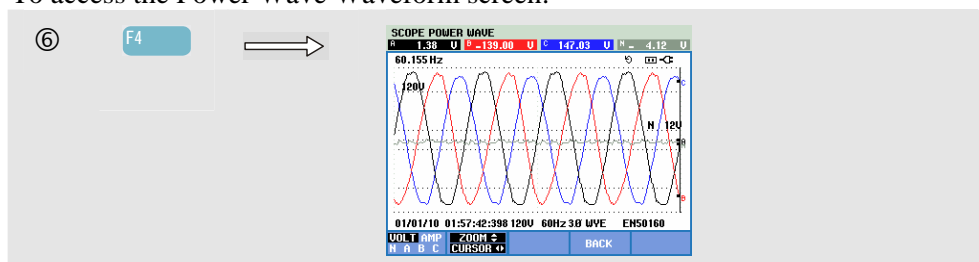 To access the Power Wave Waveform screen:
⑥ F4
SCOPE POWER WAVE
A 1.38 V B -139.00 V C 147.03 V N - 4.12 V
60.155 Hz
120V
C
N 12V
A
B
01/01/10 01:57:42:398 120V 60Hz 3Ø WYE EN50160
VOLT AMP ZOOM
N A B C CURSOR BACK